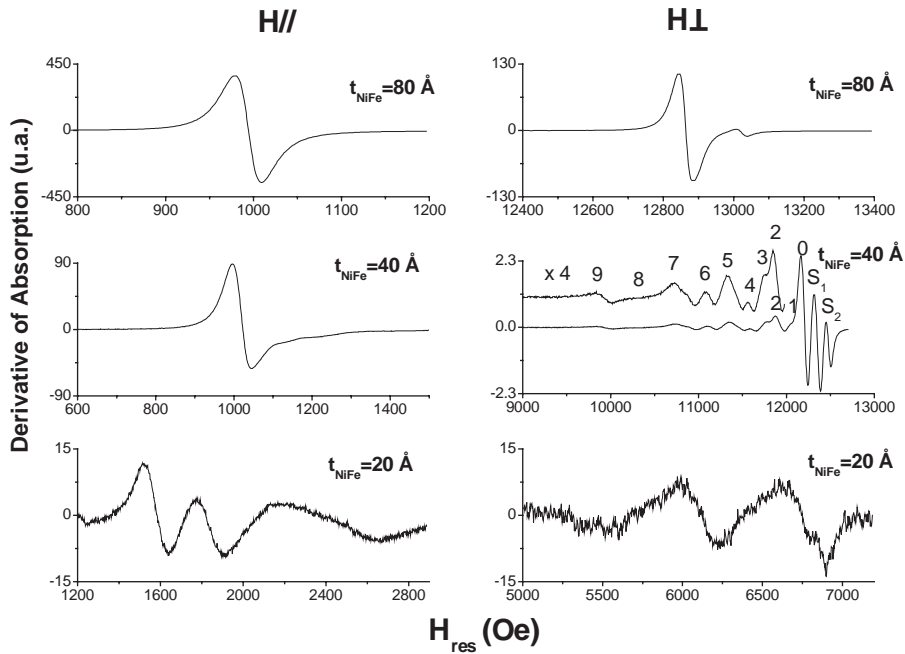 H//
H⊥
Derivative of Absorption (u.a.)
450
0
-450
800 900 1000 1100 1200
t_NiFe=80 Å
130
0
-130
12400 12600 12800 13000 13200 13400
t_NiFe=80 Å
90
0
-90
600 800 1000 1200 1400
t_NiFe=40 Å
2.3
0.0
-2.3
9000 10000 11000 12000 13000
t_NiFe=40 Å
x 4 9 8 7 6 5 4 3 2 0 S_1
2 1 S_2
15
0
-15
1200 1600 2000 2400 2800
t_NiFe=20 Å
15
0
-15
5000 5500 6000 6500 7000
t_NiFe=20 Å
H_res (Oe)